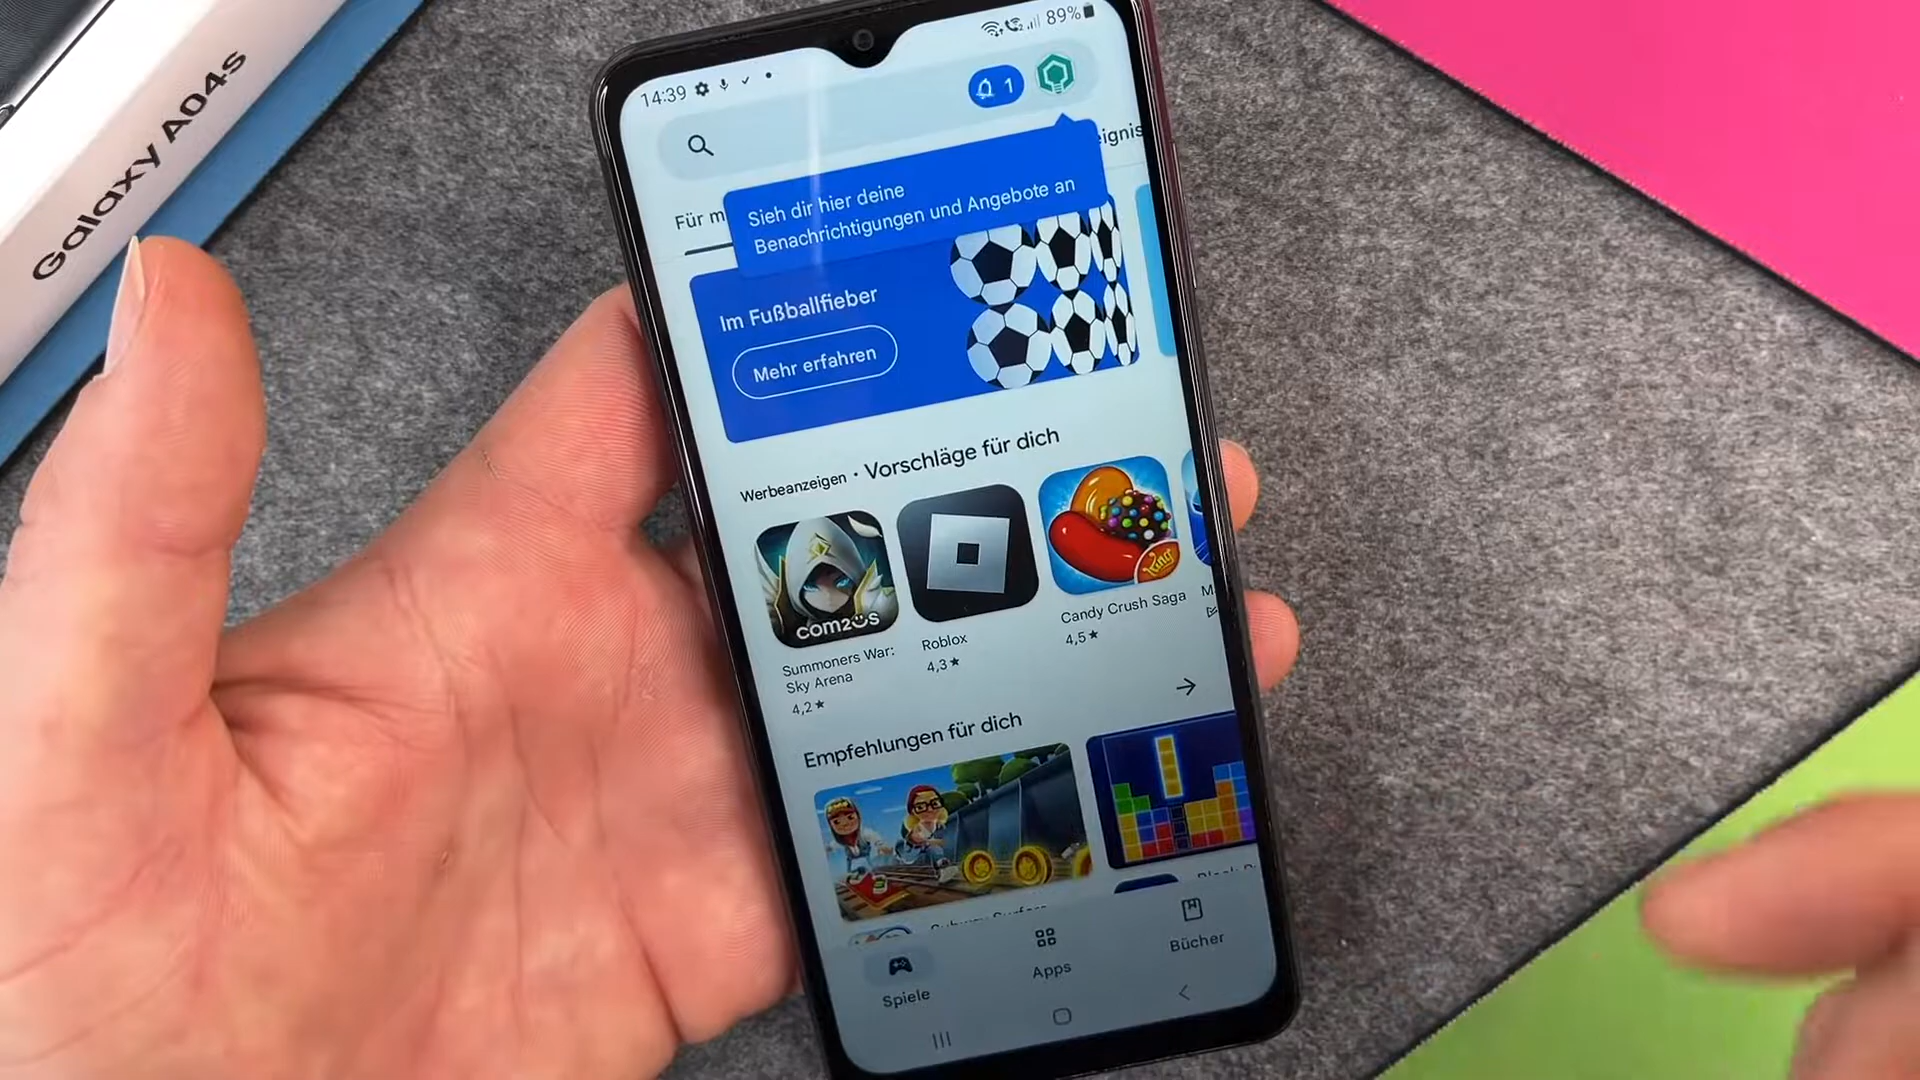 Galaxy A04s
14:39
89%
1
Für m
eignis
Sieh dir hier deine
Benachrichtigungen und Angebote an
Im Fußballfieber
Mehr erfahren
Werbeanzeigen · Vorschläge für dich
COM2US
King
Summoners War:
Sky Arena
4,2★
Roblox
4,3★
Candy Crush Saga
4,5★
M
Empfehlungen für dich
Spiele
Apps
Bücher